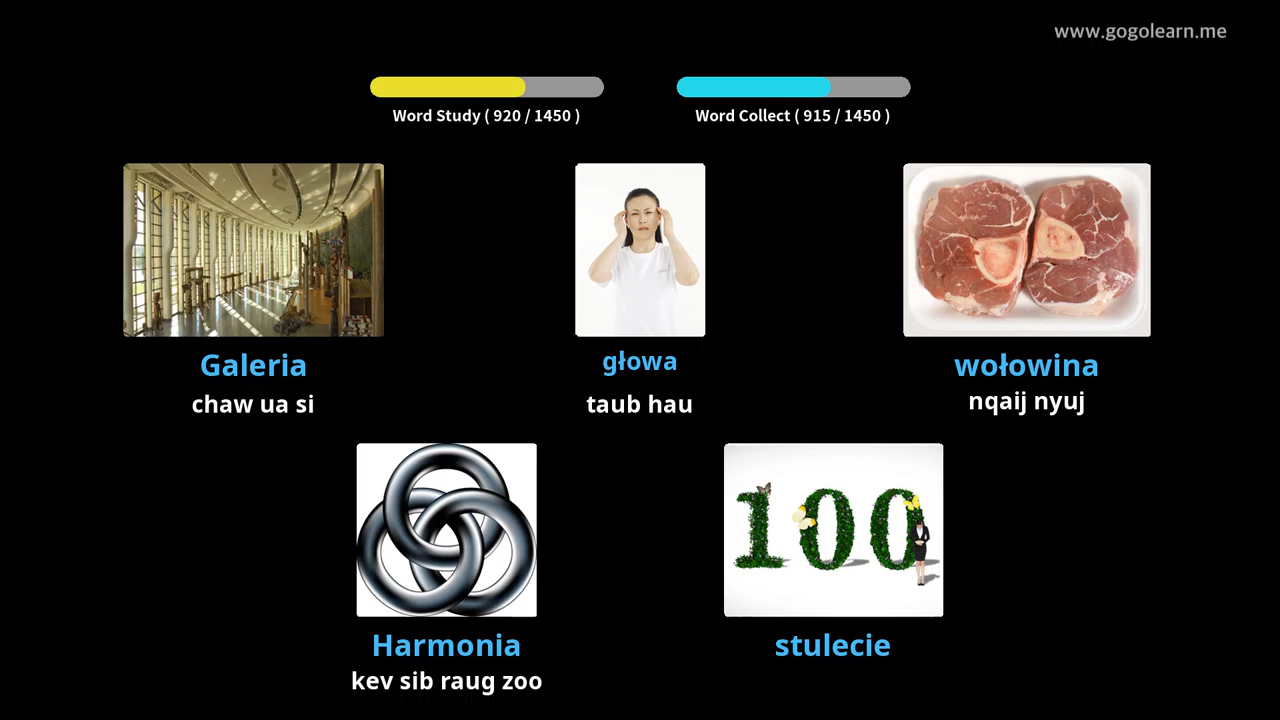 www.gogolearn.me
Word Study ( 920 / 1450 )
Word Collect ( 915 / 1450 )
Galeria
głowa
wołowina
chaw ua si
taub hau
nqaij nyuj
100
Harmonia
stulecie
kev sib raug zoo